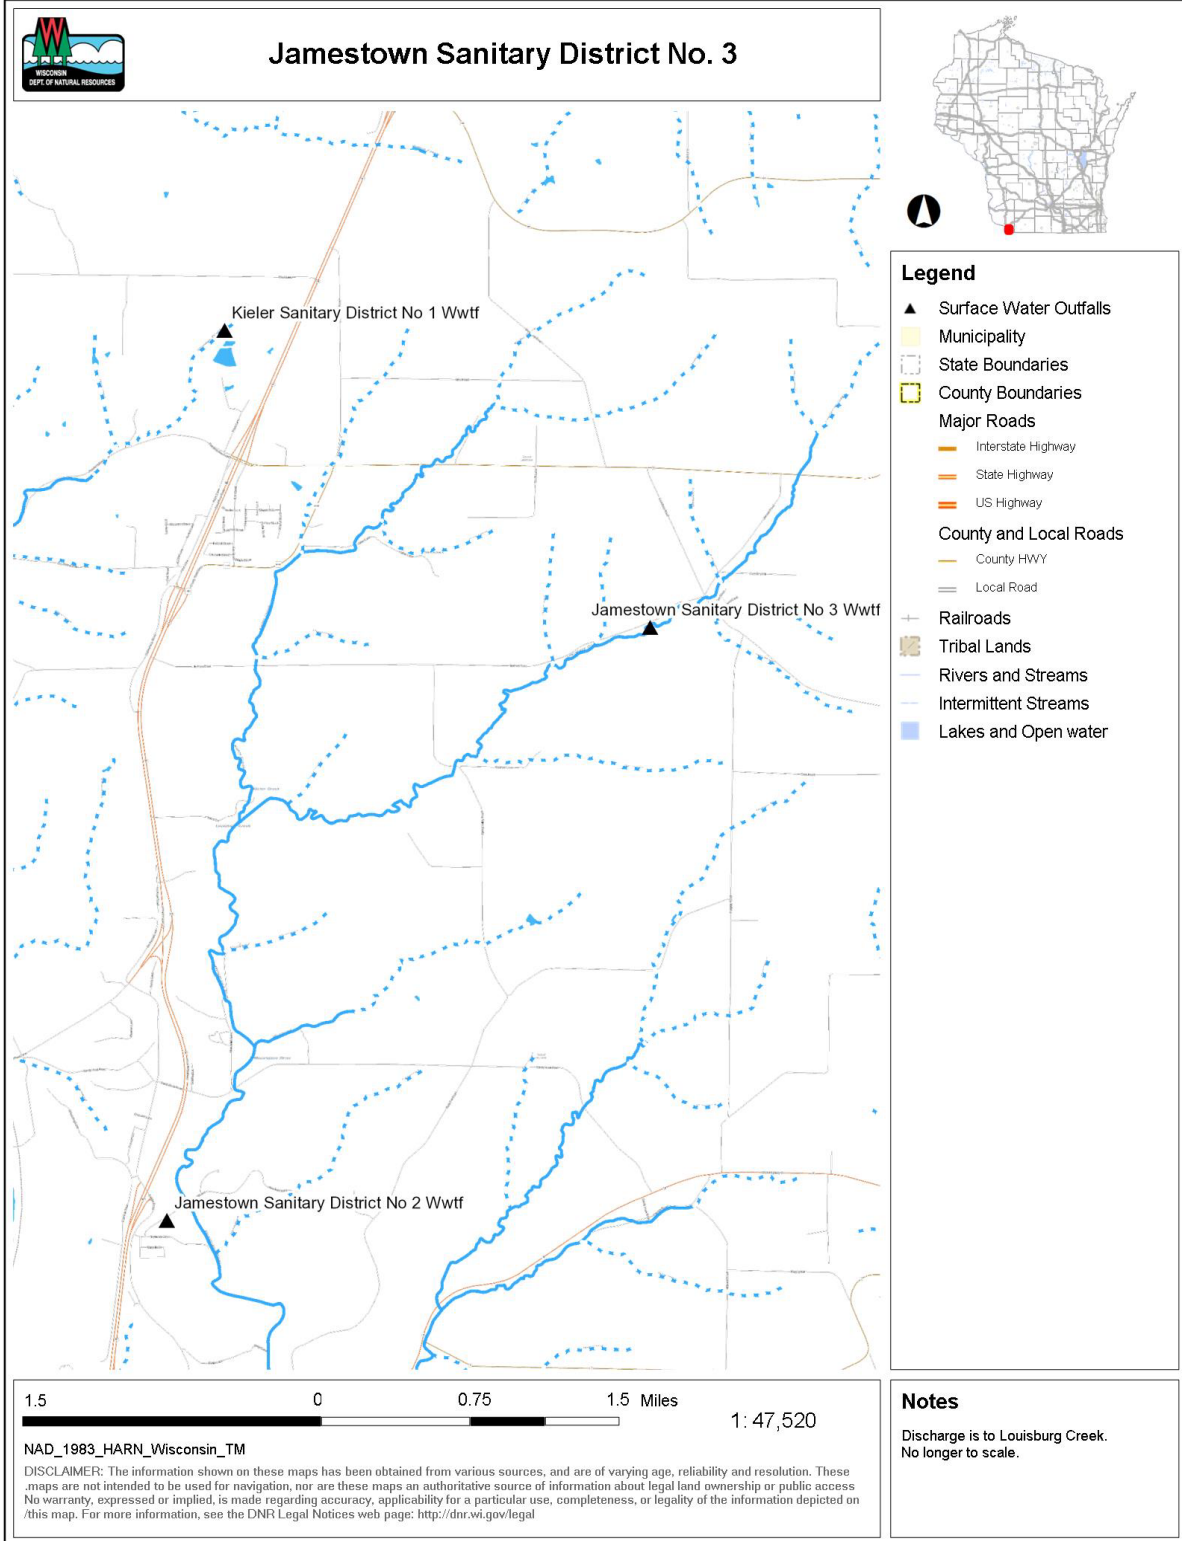 WISCONSIN
DEPT. OF NATURAL RESOURCES
Jamestown Sanitary District No. 3
Kieler Sanitary District No 1 Wwtf
Jamestown Sanitary District No 3 Wwtf
Jamestown Sanitary District No 2 Wwtf
Legend
Surface Water Outfalls
Municipality
State Boundaries
County Boundaries
Major Roads
Interstate Highway
State Highway
US Highway
County and Local Roads
County HWY
Local Road
Railroads
Tribal Lands
Rivers and Streams
Intermittent Streams
Lakes and Open water
1.5 0 0.75 1.5 Miles
1: 47,520
NAD_1983_HARN_Wisconsin_TM
DISCLAIMER: The information shown on these maps has been obtained from various sources, and are of varying age, reliability and resolution. These
.maps are not intended to be used for navigation, nor are these maps an authoritative source of information about legal land ownership or public access
No warranty, expressed or implied, is made regarding accuracy, applicability for a particular use, completeness, or legality of the information depicted on
/this map. For more information, see the DNR Legal Notices web page: http://dnr.wi.gov/legal
Notes
Discharge is to Louisburg Creek.
No longer to scale.